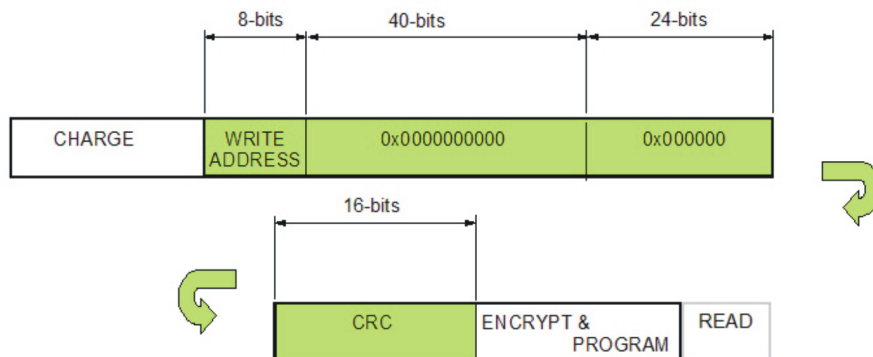 8-bits 40-bits 24-bits
CHARGE WRITE ADDRESS 0x0000000000 0x000000
16-bits
CRC ENCRYPT & PROGRAM READ